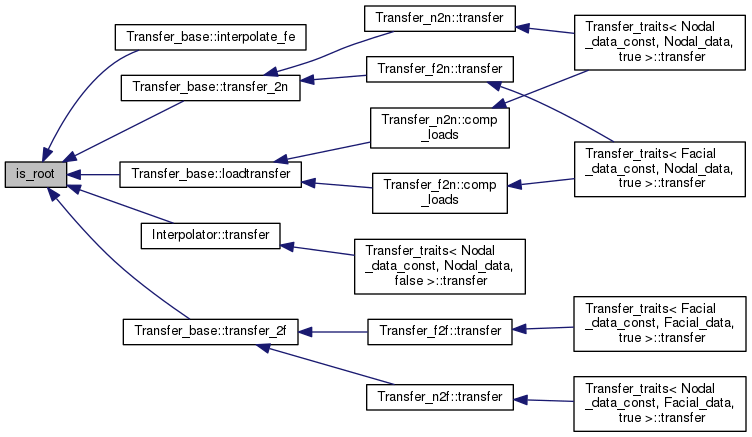 Transfer_n2n::transfer
Transfer_traits< Nodal
_data_const, Nodal_data,
true >::transfer
Transfer_base::interpolate_fe
Transfer_f2n::transfer
Transfer_base::transfer_2n
Transfer_n2n::comp
_loads
Transfer_traits< Facial
_data_const, Nodal_data,
true >::transfer
is_root
Transfer_base::loadtransfer
Transfer_f2n::comp
_loads
Interpolator::transfer
Transfer_traits< Nodal
_data_const, Nodal_data,
false >::transfer
Transfer_base::transfer_2f
Transfer_f2f::transfer
Transfer_traits< Facial
_data_const, Facial_data,
true >::transfer
Transfer_n2f::transfer
Transfer_traits< Nodal
_data_const, Facial_data,
true >::transfer